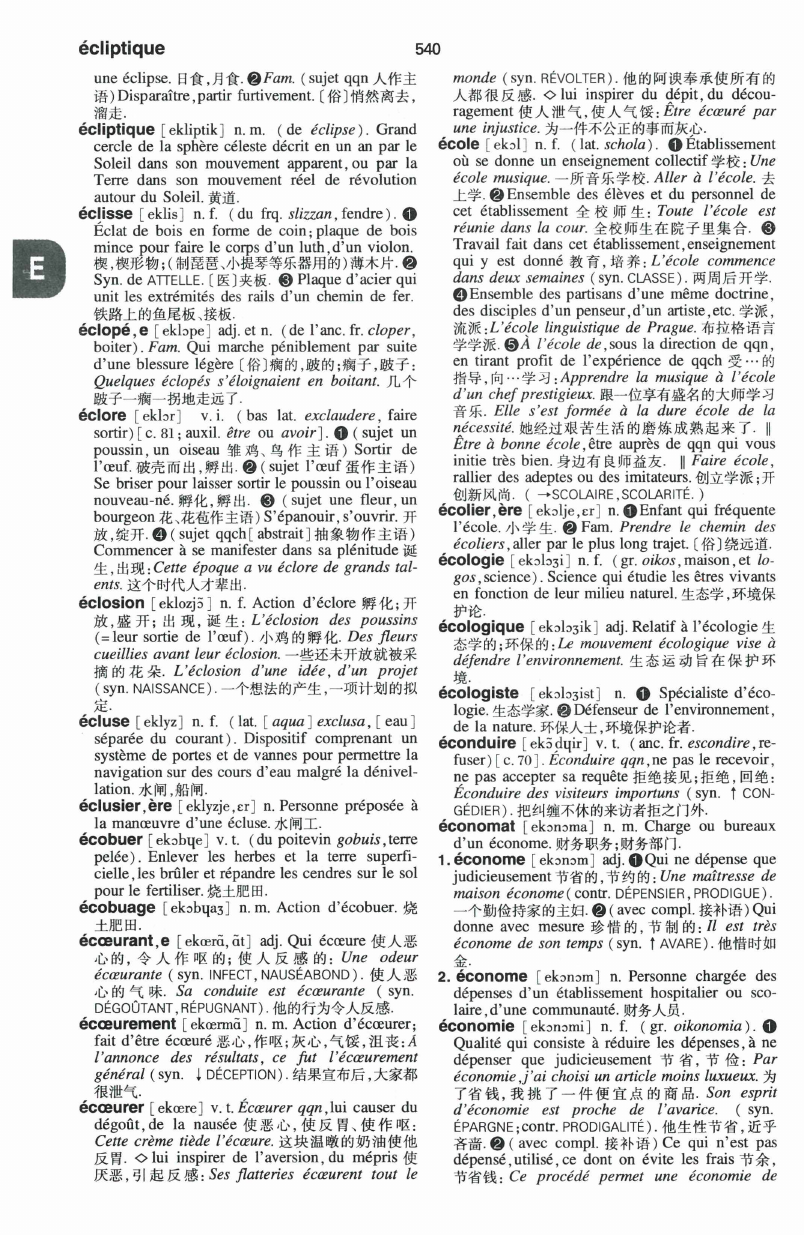 écliptique
540
une éclipse. 日食,月食. ❷ Fam. (sujet qqn 人作主
语) Disparaître, partir furtivement. 〔俗〕悄然离去,
溜走.
écliptique [ekliptik] n. m. (de éclipse). Grand
cercle de la sphère céleste décrit en un an par le
Soleil dans son mouvement apparent, ou par la
Terre dans son mouvement réel de révolution
autour du Soleil. 黄道.
éclisse [eklis] n. f. (du frq. slizzan, fendre). ❶
Éclat de bois en forme de coin; plaque de bois
mince pour faire le corps d'un luth, d'un violon.
楔,楔形物;(制琵琶、小提琴等乐器用的)薄木片. ❷
Syn. de ATTELLE. 〔医〕夹板. ❸ Plaque d'acier qui
unit les extrémités des rails d'un chemin de fer.
铁路上的鱼尾板、接板.
éclopé, e [eklɔpe] adj. et n. (de l'anc. fr. cloper,
boiter). Fam. Qui marche péniblement par suite
d'une blessure légère 〔俗〕瘸的,跛的;瘸子,跛子:
Quelques éclopés s'éloignaient en boitant. 几个
跛子一瘸一拐地走远了.
éclore [eklɔr] v. i. (bas lat. exclaudere, faire
sortir) [c. 81; auxil. être ou avoir]. ❶ (sujet un
poussin, un oiseau 雏鸡、鸟作主语) Sortir de
l'œuf. 破壳而出,孵出. ❷ (sujet l'œuf 蛋作主语)
Se briser pour laisser sortir le poussin ou l'oiseau
nouveau-né. 孵化,孵出. ❸ (sujet une fleur, un
bourgeon 花、花苞作主语) S'épanouir, s'ouvrir. 开
放,绽开. ❹ (sujet qqch [abstrait] 抽象物作主语)
Commencer à se manifester dans sa plénitude 诞
生,出现: Cette époque a vu éclore de grands tal-
ents. 这个时代人才辈出.
éclosion [eklozjɔ̃] n. f. Action d'éclore 孵化;开
放,盛开;出现,诞生: L'éclosion des poussins
(= leur sortie de l'œuf). 小鸡的孵化. Des fleurs
cueillies avant leur éclosion. 一些还未开放就被采
摘的花朵. L'éclosion d'une idée, d'un projet
(syn. NAISSANCE). 一个想法的产生,一项计划的拟
定.
écluse [eklyz] n. f. (lat. [aqua] exclusa, [eau]
séparée du courant). Dispositif comprenant un
système de portes et de vannes pour permettre la
navigation sur des cours d'eau malgré la dénivel-
lation. 水闸,船闸.
éclusier, ère [eklyzje, ɛr] n. Personne préposée à
la manœuvre d'une écluse. 水闸工.
écobuer [ekɔbɥe] v. t. (du poitevin gobuis, terre
pelée). Enlever les herbes et la terre superfi-
cielle, les brûler et répandre les cendres sur le sol
pour le fertiliser. 烧土肥田.
écobuage [ekɔbɥaʒ] n. m. Action d'écobuer. 烧
土肥田.
écœurant, e [ekœrɑ̃, ɑ̃t] adj. Qui écœure 使人恶
心的,令人作呕的;使人反感的: Une odeur
écœurante (syn. INFECT, NAUSÉABOND). 使人恶
心的气味. Sa conduite est écœurante (syn.
DÉGOÛTANT, RÉPUGNANT). 他的行为令人反感.
écœurement [ekœrmɑ̃] n. m. Action d'écœurer;
fait d'être écœuré 恶心,作呕;灰心,气馁,沮丧: À
l'annonce des résultats, ce fut l'écœurement
général (syn. ↓ DÉCEPTION). 结果宣布后,大家都
很泄气.
écœurer [ekœre] v. t. Écœurer qqn, lui causer du
dégoût, de la nausée 使恶心,使反胃、使作呕:
Cette crème tiède l'écœure. 这块温暾的奶油使他
反胃. ◇ lui inspirer de l'aversion, du mépris 使
厌恶,引起反感: Ses flatteries écœurent tout le
monde (syn. RÉVOLTER). 他的阿谀奉承使所有的
人都很反感. ◇ lui inspirer du dépit, du décou-
ragement 使人泄气,使人气馁: Être écœuré par
une injustice. 为一件不公正的事而灰心.
école [ekɔl] n. f. (lat. schola). ❶ Établissement
où se donne un enseignement collectif 学校: Une
école musique. 一所音乐学校. Aller à l'école. 去
上学. ❷ Ensemble des élèves et du personnel de
cet établissement 全校师生: Toute l'école est
réunie dans la cour. 全校师生在院子里集合. ❸
Travail fait dans cet établissement, enseignement
qui y est donné 教育,培养: L'école commence
dans deux semaines (syn. CLASSE). 两周后开学.
❹ Ensemble des partisans d'une même doctrine,
des disciples d'un penseur, d'un artiste, etc. 学派,
流派: L'école linguistique de Prague. 布拉格语言
学学派. ❺ À l'école de, sous la direction de qqn,
en tirant profit de l'expérience de qqch 受…的
指导,向…学习: Apprendre la musique à l'école
d'un chef prestigieux. 跟一位享有盛名的大师学习
音乐. Elle s'est formée à la dure école de la
nécessité. 她经过艰苦生活的磨炼成熟起来了. ‖
Être à bonne école, être auprès de qqn qui vous
initie très bien. 身边有良师益友. ‖ Faire école,
rallier des adeptes ou des imitateurs. 创立学派;开
创新风尚. (→ SCOLAIRE, SCOLARITÉ.)
écolier, ère [ekɔlje, ɛr] n. ❶ Enfant qui fréquente
l'école. 小学生. ❷ Fam. Prendre le chemin des
écoliers, aller par le plus long trajet. 〔俗〕绕远道.
écologie [ekɔlɔʒi] n. f. (gr. oikos, maison, et lo-
gos, science). Science qui étudie les êtres vivants
en fonction de leur milieu naturel. 生态学,环境保
护论.
écologique [ekɔlɔʒik] adj. Relatif à l'écologie 生
态学的;环保的: Le mouvement écologique vise à
défendre l'environnement. 生态运动旨在保护环
境.
écologiste [ekɔlɔʒist] n. ❶ Spécialiste d'éco-
logie. 生态学家. ❷ Défenseur de l'environnement,
de la nature. 环保人士,环境保护论者.
éconduire [ekɔ̃dɥir] v. t. (anc. fr. escondire, re-
fuser) [c. 70]. Éconduire qqn, ne pas le recevoir,
ne pas accepter sa requête 拒绝接见;拒绝,回绝:
Éconduire des visiteurs importuns (syn. ↑ CON-
GÉDIER). 把纠缠不休的来访者拒之门外.
économat [ekɔnɔma] n. m. Charge ou bureaux
d'un économe. 财务职务;财务部门.
1. économe [ekɔnɔm] adj. ❶ Qui ne dépense que
judicieusement 节省的,节约的: Une maîtresse de
maison économe (contr. DÉPENSIER, PRODIGUE).
一个勤俭持家的主妇. ❷ (avec compl. 接补语) Qui
donne avec mesure 珍惜的,节制的: Il est très
économe de son temps (syn. ↑ AVARE). 他惜时如
金.
2. économe [ekɔnɔm] n. Personne chargée des
dépenses d'un établissement hospitalier ou sco-
laire, d'une communauté. 财务人员.
économie [ekɔnɔmi] n. f. (gr. oikonomia). ❶
Qualité qui consiste à réduire les dépenses, à ne
dépenser que judicieusement 节省,节俭: Par
économie, j'ai choisi un article moins luxueux. 为
了省钱,我挑了一件便宜点的商品. Son esprit
d'économie est proche de l'avarice. (syn.
ÉPARGNE; contr. PRODIGALITÉ). 他生性节省,近乎
吝啬. ❷ (avec compl. 接补语) Ce qui n'est pas
dépensé, utilisé, ce dont on évite les frais 节余,
节省钱: Ce procédé permet une économie de
E